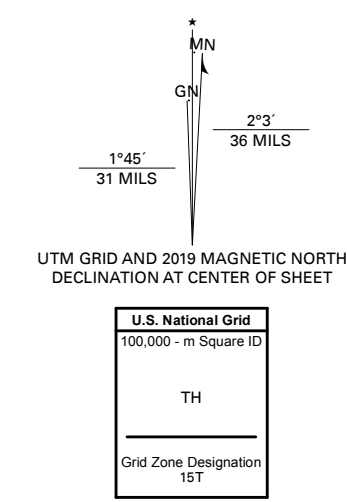 ★
MN
GN
2°3´
36 MILS
1°45´
31 MILS
UTM GRID AND 2019 MAGNETIC NORTH
DECLINATION AT CENTER OF SHEET
U.S. National Grid
100,000 - m Square ID
TH
Grid Zone Designation
15T